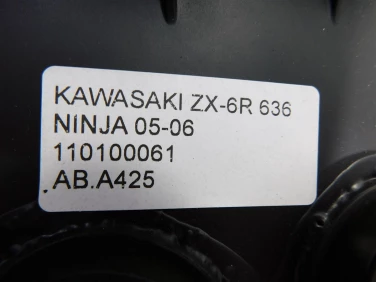 KAWASAKI ZX-6R 636
NINJA 05-06
110100061
AB.A425